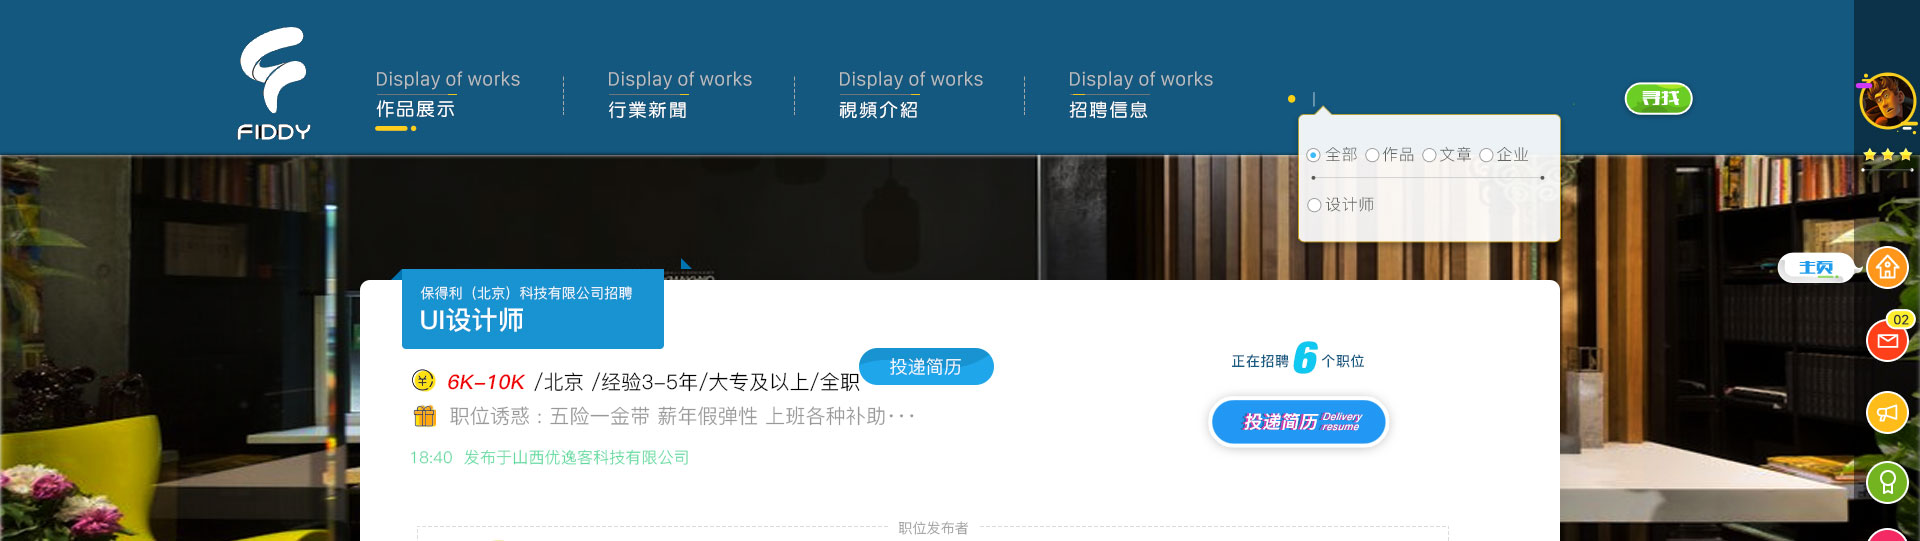 FIDDY
Display of works
作品展示
Display of works
行業新聞
Display of works
視頻介紹
Display of works
招聘信息
寻找
全部 作品 文章 企业
设计师
主页
02
保得利（北京）科技有限公司招聘
UI设计师
6K-10K /北京 /经验3-5年/大专及以上/全职
投递简历
职位诱惑：五险一金带 薪年假弹性 上班各种补助···
18:40 发布于山西优逸客科技有限公司
正在招聘6个职位
投递简历 Delivery resume
职位发布者